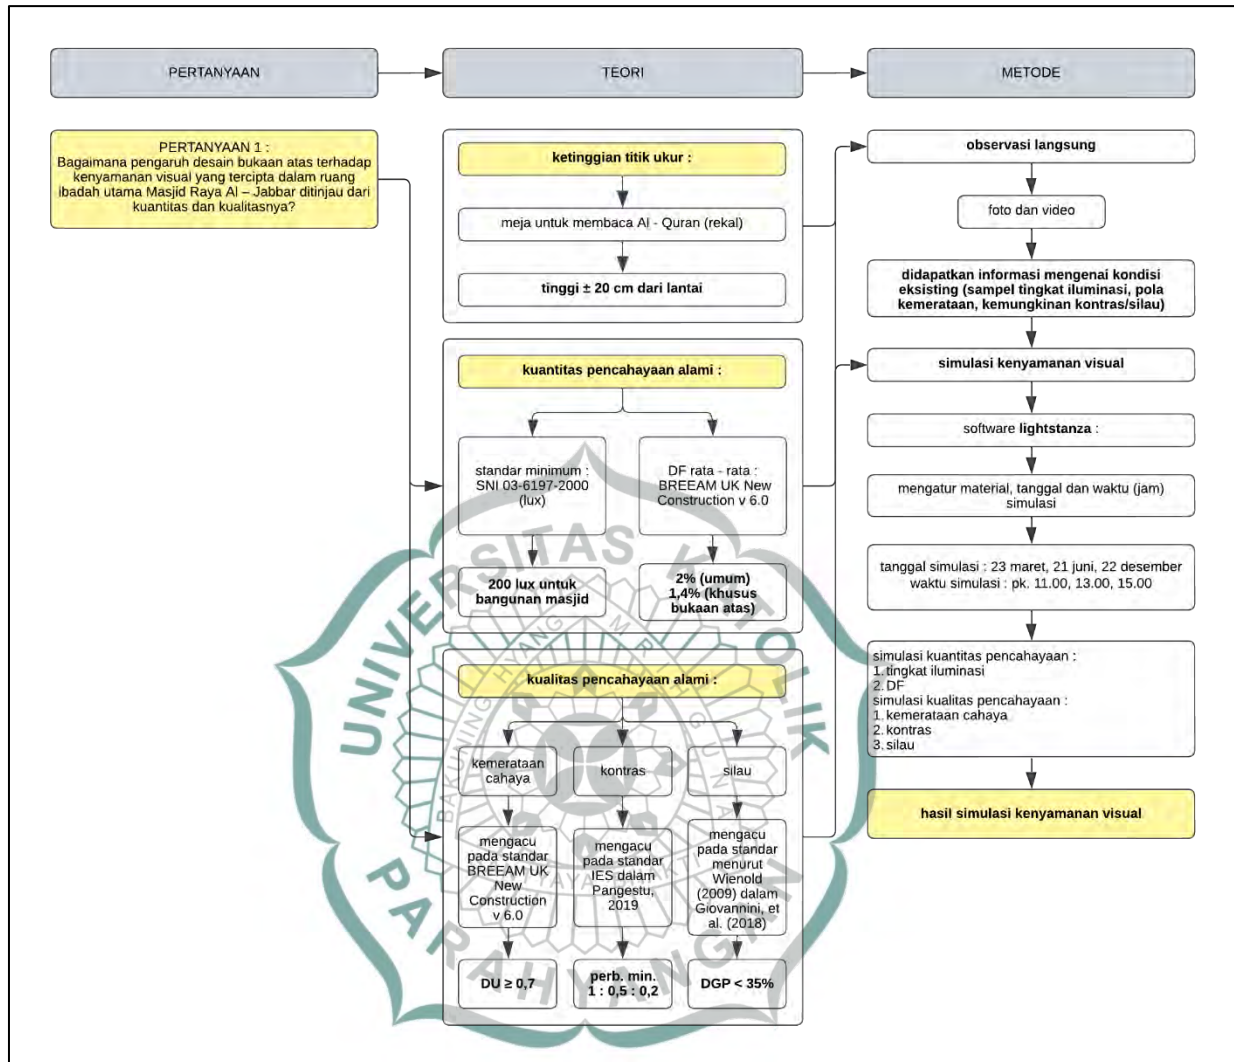 PERTANYAAN
TEORI
METODE
PERTANYAAN 1 :
Bagaimana pengaruh desain bukaan atas terhadap
kenyamanan visual yang tercipta dalam ruang
ibadah utama Masjid Raya Al – Jabbar ditinjau dari
kuantitas dan kualitasnya?
ketinggian titik ukur :
meja untuk membaca Al - Quran (rekal)
tinggi ± 20 cm dari lantai
kuantitas pencahayaan alami :
standar minimum :
SNI 03-6197-2000
(lux)
200 lux untuk
bangunan masjid
DF rata - rata :
BREEAM UK New
Construction v 6.0
2% (umum)
1,4% (khusus
bukaan atas)
kualitas pencahayaan alami :
kemerataan
cahaya
mengacu
pada standar
BREEAM UK
New
Construction
v 6.0
DU ≥ 0,7
kontras
mengacu
pada standar
IES dalam
Pangestu,
2019
perb. min.
1 : 0,5 : 0,2
silau
mengacu
pada standar
menurut
Wienold
(2009) dalam
Giovannini, et
al. (2018)
DGP < 35%
observasi langsung
foto dan video
didapatkan informasi mengenai kondisi
eksisting (sampel tingkat iluminasi, pola
kemerataan, kemungkinan kontras/silau)
simulasi kenyamanan visual
software lightstanza :
mengatur material, tanggal dan waktu (jam)
simulasi
tanggal simulasi : 23 maret, 21 juni, 22 desember
waktu simulasi : pk. 11.00, 13.00, 15.00
simulasi kuantitas pencahayaan :
1. tingkat iluminasi
2. DF
simulasi kualitas pencahayaan :
1. kemerataan cahaya
2. kontras
3. silau
hasil simulasi kenyamanan visual
UNIVERSITAS KATOLIK
PARAHYANGAN